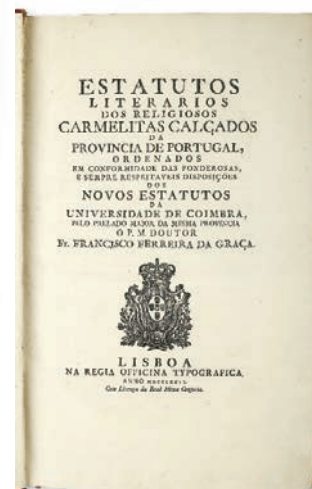 ESTATUTOS
LITERARIOS
DOS RELIGIOSOS
CARMELITAS CALÇADOS
DA
PROVINCIA DE PORTUGAL,
ORDENADOS
EM CONFORMIDADE DAS PONDEROSAS,
E SEMPRE RESPEITAVEIS DISPOSIÇÕES
DOS
NOVOS ESTATUTOS
DA
UNIVERSIDADE DE COIMBRA,
PELO PRELADO MAIOR DA MESMA PROVINCIA
O P. M. DOUTOR
Fr. FRANCISCO FERREIRA DA GRAÇA.
LISBOA
NA REGIA OFFICINA TYPOGRAFICA.
ANNO
Com Licença da Real Meza